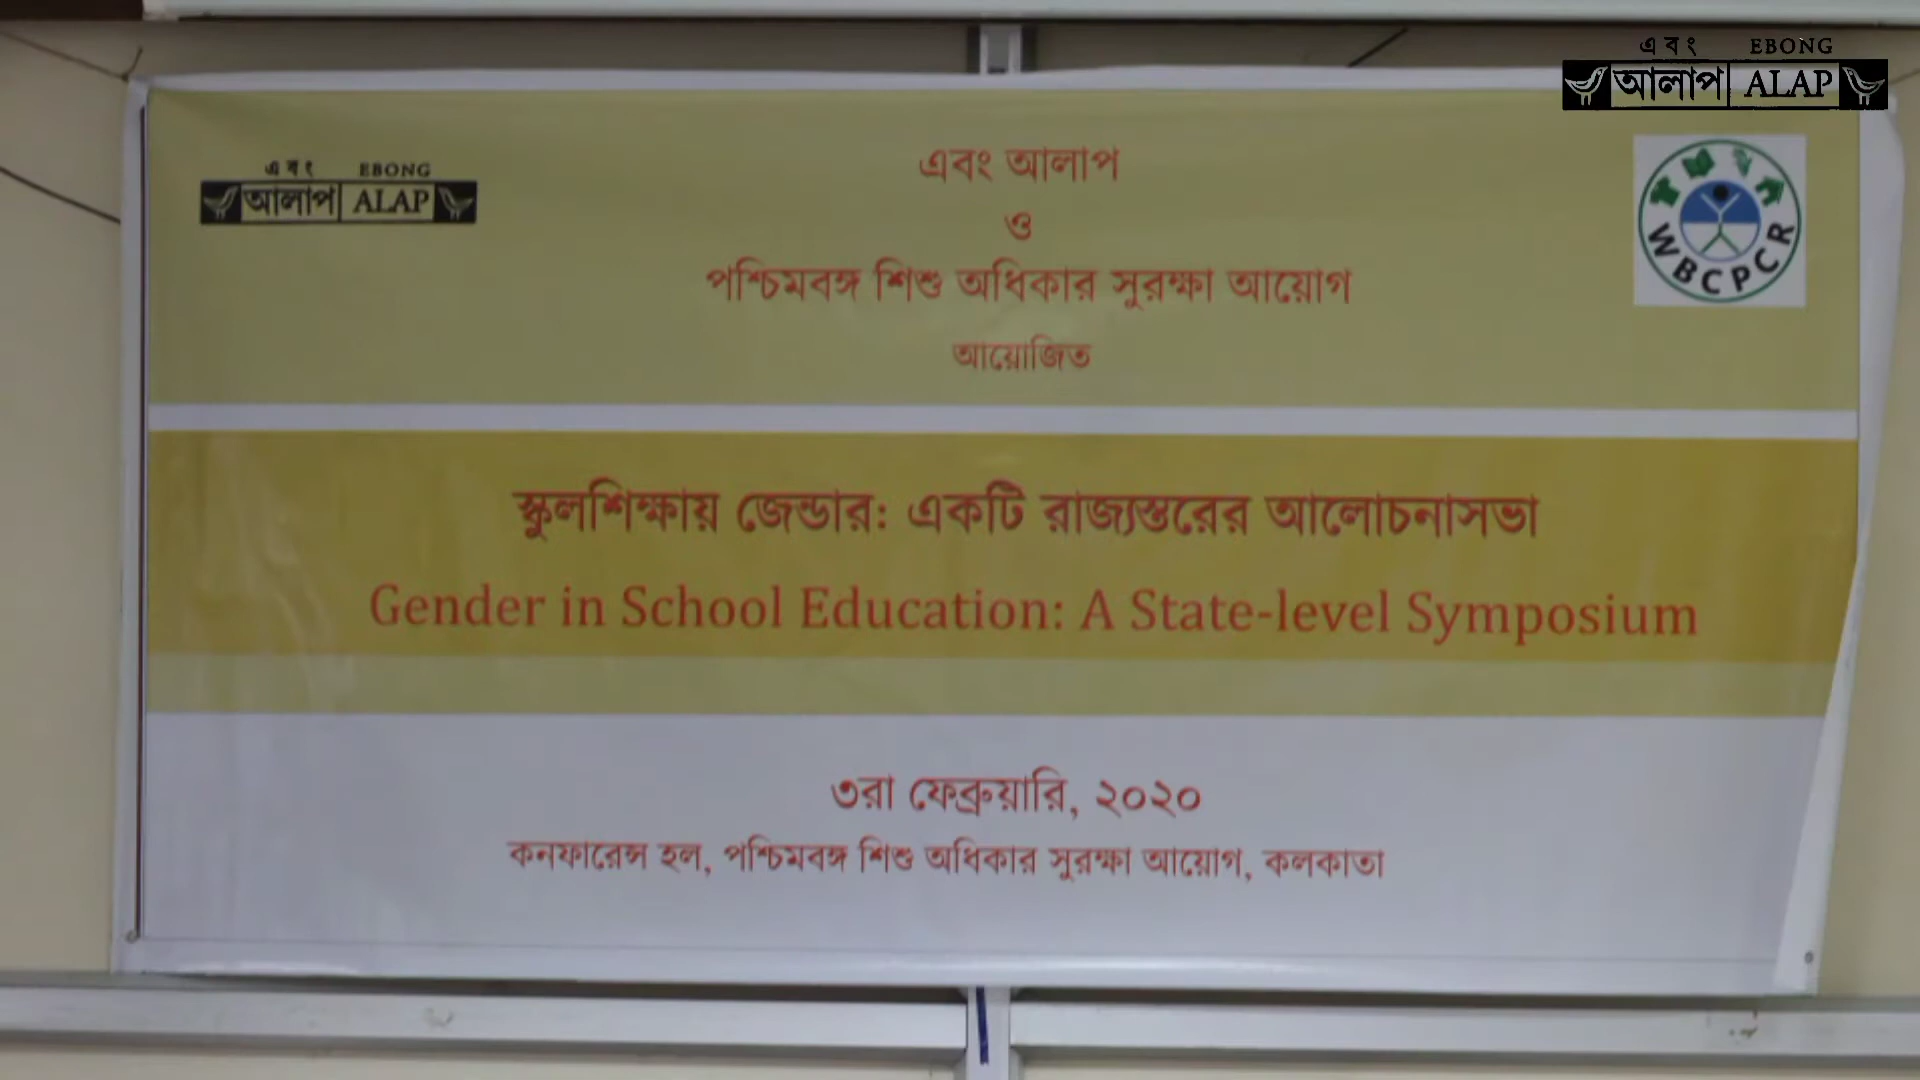 এবং EBONG
আলাপ ALAP
এবং EBONG
আলাপ ALAP
এবং আলাপ
ও
পশ্চিমবঙ্গ শিশু অধিকার সুরক্ষা আয়োগ
আয়োজিত
WBCPCR
স্কুলশিক্ষায় জেন্ডার: একটি রাজ্যস্তরের আলোচনাসভা
Gender in School Education: A State-level Symposium
৩রা ফেব্রুয়ারি, ২০২০
কনফারেন্স হল, পশ্চিমবঙ্গ শিশু অধিকার সুরক্ষা আয়োগ, কলকাতা